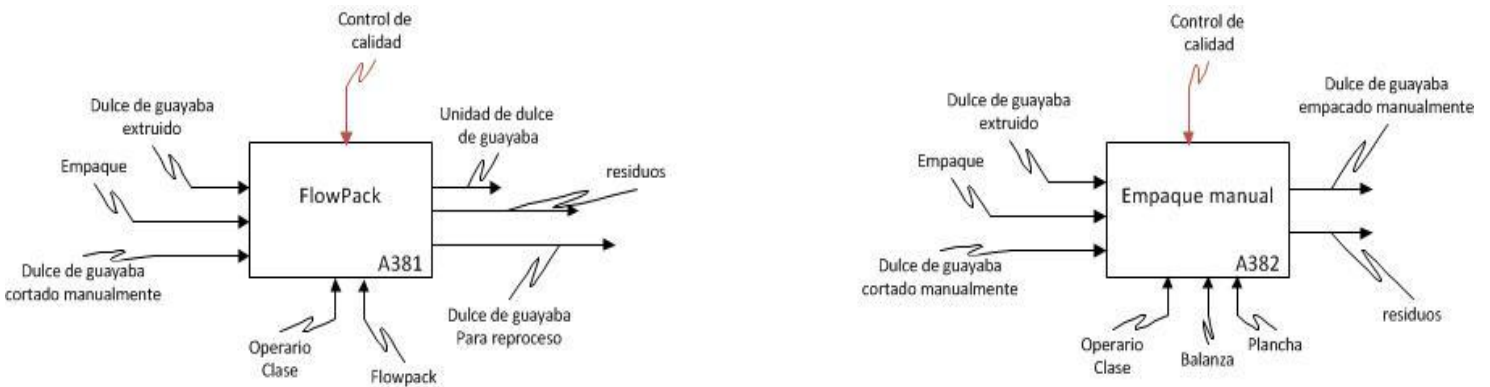 Control de
calidad
Dulce de guayaba
extruido
Empaque
Dulce de guayaba
cortado manualmente
FlowPack
A381
Unidad de dulce
de guayaba
residuos
Dulce de guayaba
Para reproceso
Operario
Clase
Flowpack
Control de
calidad
Dulce de guayaba
extruido
Empaque
Dulce de guayaba
cortado manualmente
Empaque manual
A382
Dulce de guayaba
empacado manualmente
residuos
Operario
Clase
Balanza
Plancha